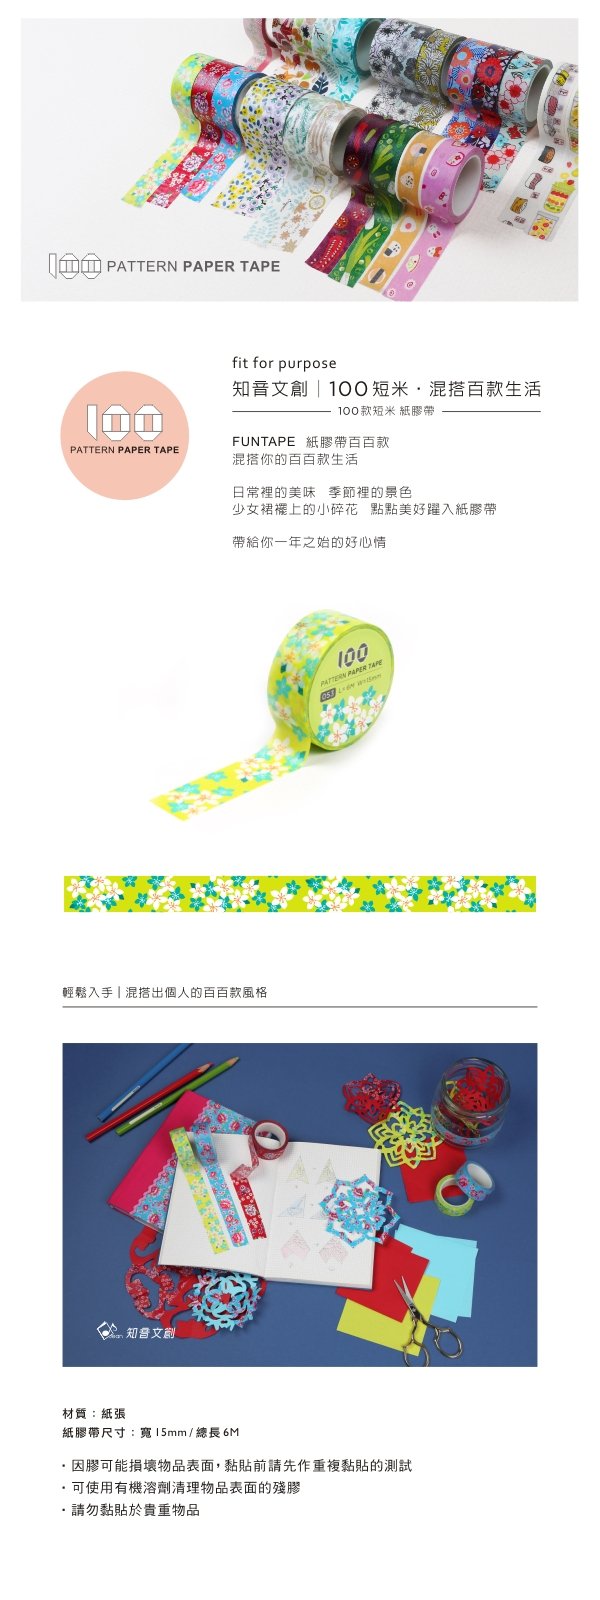 100 PATTERN PAPER TAPE
fit for purpose
100
PATTERN PAPER TAPE
知音文創｜100短米・混搭百款生活
100款短米 紙膠帶
FUNTAPE 紙膠帶百百款
混搭你的百百款生活
日常裡的美味 季節裡的景色
少女裙襬上的小碎花 點點美好躍入紙膠帶
帶給你一年之始的好心情
100
PATTERN PAPER TAPE
053 L=6M W=15mm
輕鬆入手│混搭出個人的百百款風格
知音文創
材質：紙張
紙膠帶尺寸：寬15mm/總長6M
・因膠可能損壞物品表面，黏貼前請先作重複黏貼的測試
・可使用有機溶劑清理物品表面的殘膠
・請勿黏貼於貴重物品